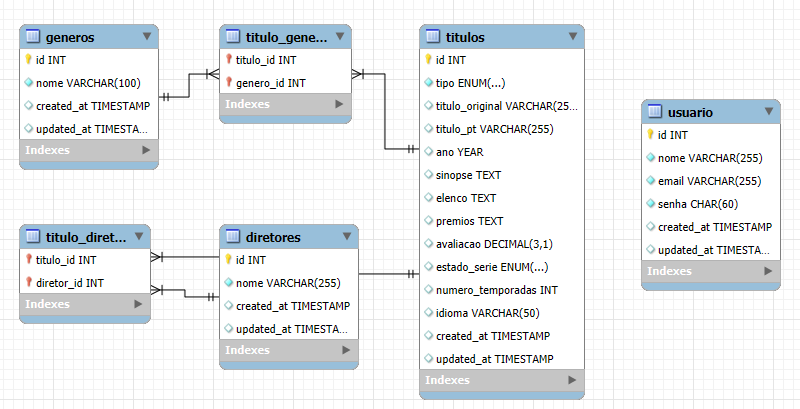 generos
id INT
nome VARCHAR(100)
created_at TIMESTAMP
updated_at TIMESTA...
Indexes
titulo_gene...
titulo_id INT
genero_id INT
Indexes
titulos
id INT
tipo ENUM(...)
titulo_original VARCHAR(25...
titulo_pt VARCHAR(255)
ano YEAR
sinopse TEXT
elenco TEXT
premios TEXT
avaliacao DECIMAL(3,1)
estado_serie ENUM(...)
numero_temporadas INT
idioma VARCHAR(50)
created_at TIMESTAMP
updated_at TIMESTAMP
Indexes
usuario
id INT
nome VARCHAR(255)
email VARCHAR(255)
senha CHAR(60)
created_at TIMESTAMP
updated_at TIMESTAMP
Indexes
titulo_diret...
titulo_id INT
diretor_id INT
Indexes
diretores
id INT
nome VARCHAR(255)
created_at TIMESTAMP
updated_at TIMESTA...
Indexes